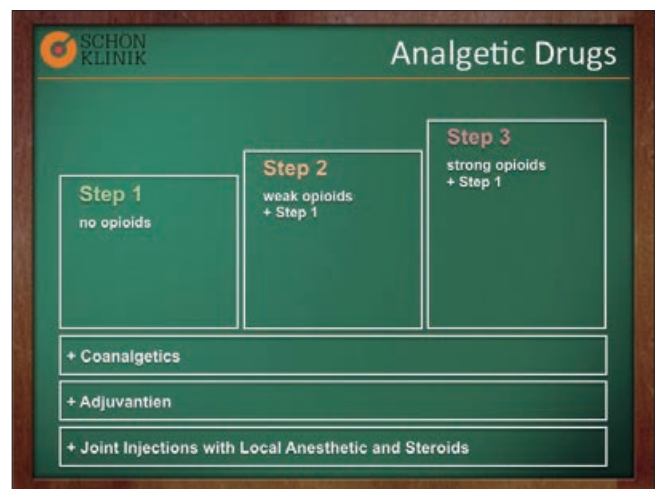 SCHÖN
KLINIK
Analgetic Drugs
Step 1
no opioids
Step 2
weak opioids
+ Step 1
Step 3
strong opioids
+ Step 1
+ Coanalgetics
+ Adjuvantien
+ Joint Injections with Local Anesthetic and Steroids